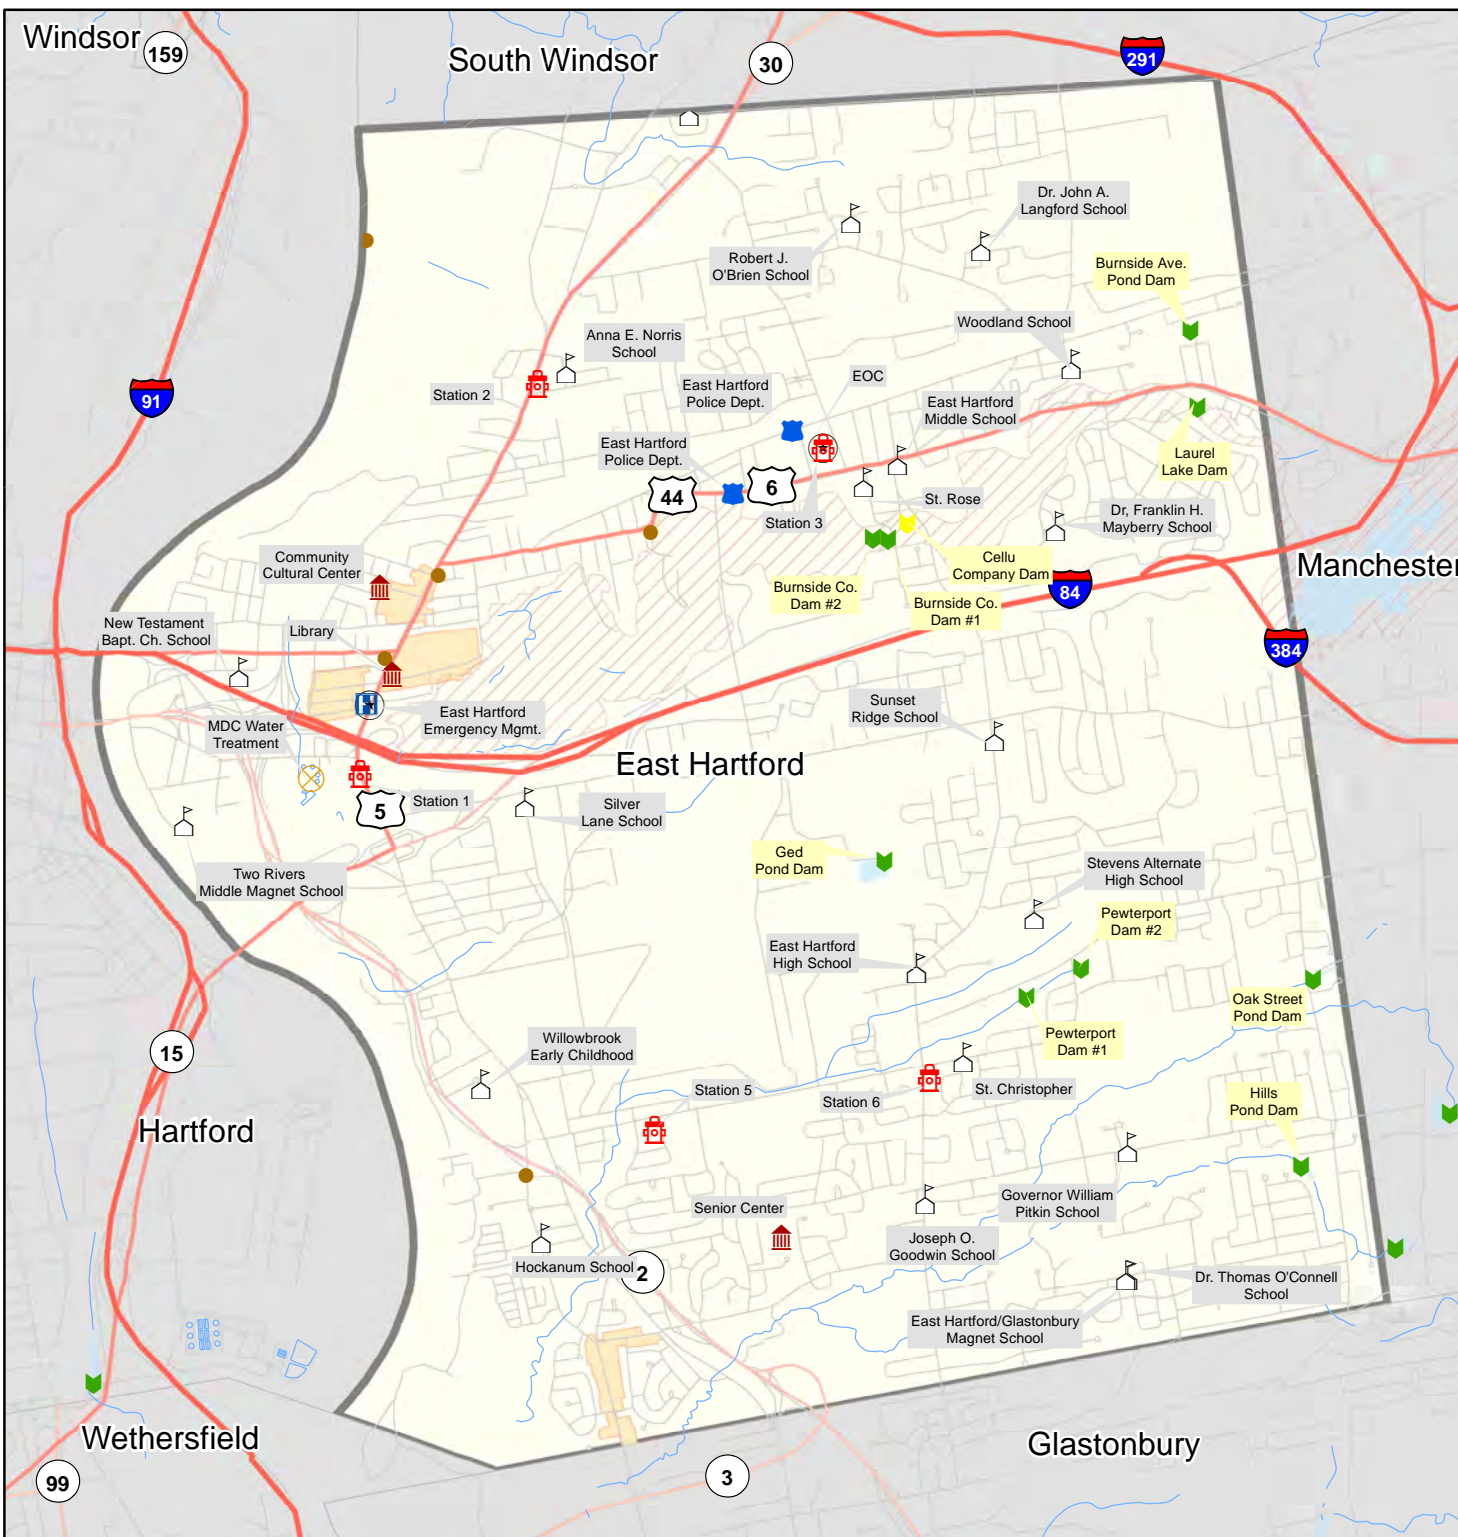 Windsor
159
South Windsor
30
291
Dr. John A.
Langford School
Robert J.
O'Brien School
Burnside Ave.
Pond Dam
Woodland School
Anna E. Norris
School
91
Station 2
East Hartford
Police Dept.
EOC
East Hartford
Middle School
East Hartford
Police Dept.
44
6
Laurel
Lake Dam
St. Rose
Station 3
Dr, Franklin H.
Mayberry School
Community
Cultural Center
Cellu
Company Dam
Manchester
84
Burnside Co.
Dam #2
Burnside Co.
Dam #1
New Testament
Bapt. Ch. School
Library
384
East Hartford
Emergency Mgmt.
Sunset
Ridge School
MDC Water
Treatment
H
East Hartford
5
Station 1
Silver
Lane School
Two Rivers
Middle Magnet School
Ged
Pond Dam
Stevens Alternate
High School
Pewterport
Dam #2
East Hartford
High School
Oak Street
Pond Dam
15
Willowbrook
Early Childhood
Pewterport
Dam #1
Station 5
Station 6
St. Christopher
Hills
Pond Dam
Hartford
Senior Center
Governor William
Pitkin School
Joseph O.
Goodwin School
Hockanum School
2
Dr. Thomas O'Connell
School
East Hartford/Glastonbury
Magnet School
Wethersfield
Glastonbury
99
3